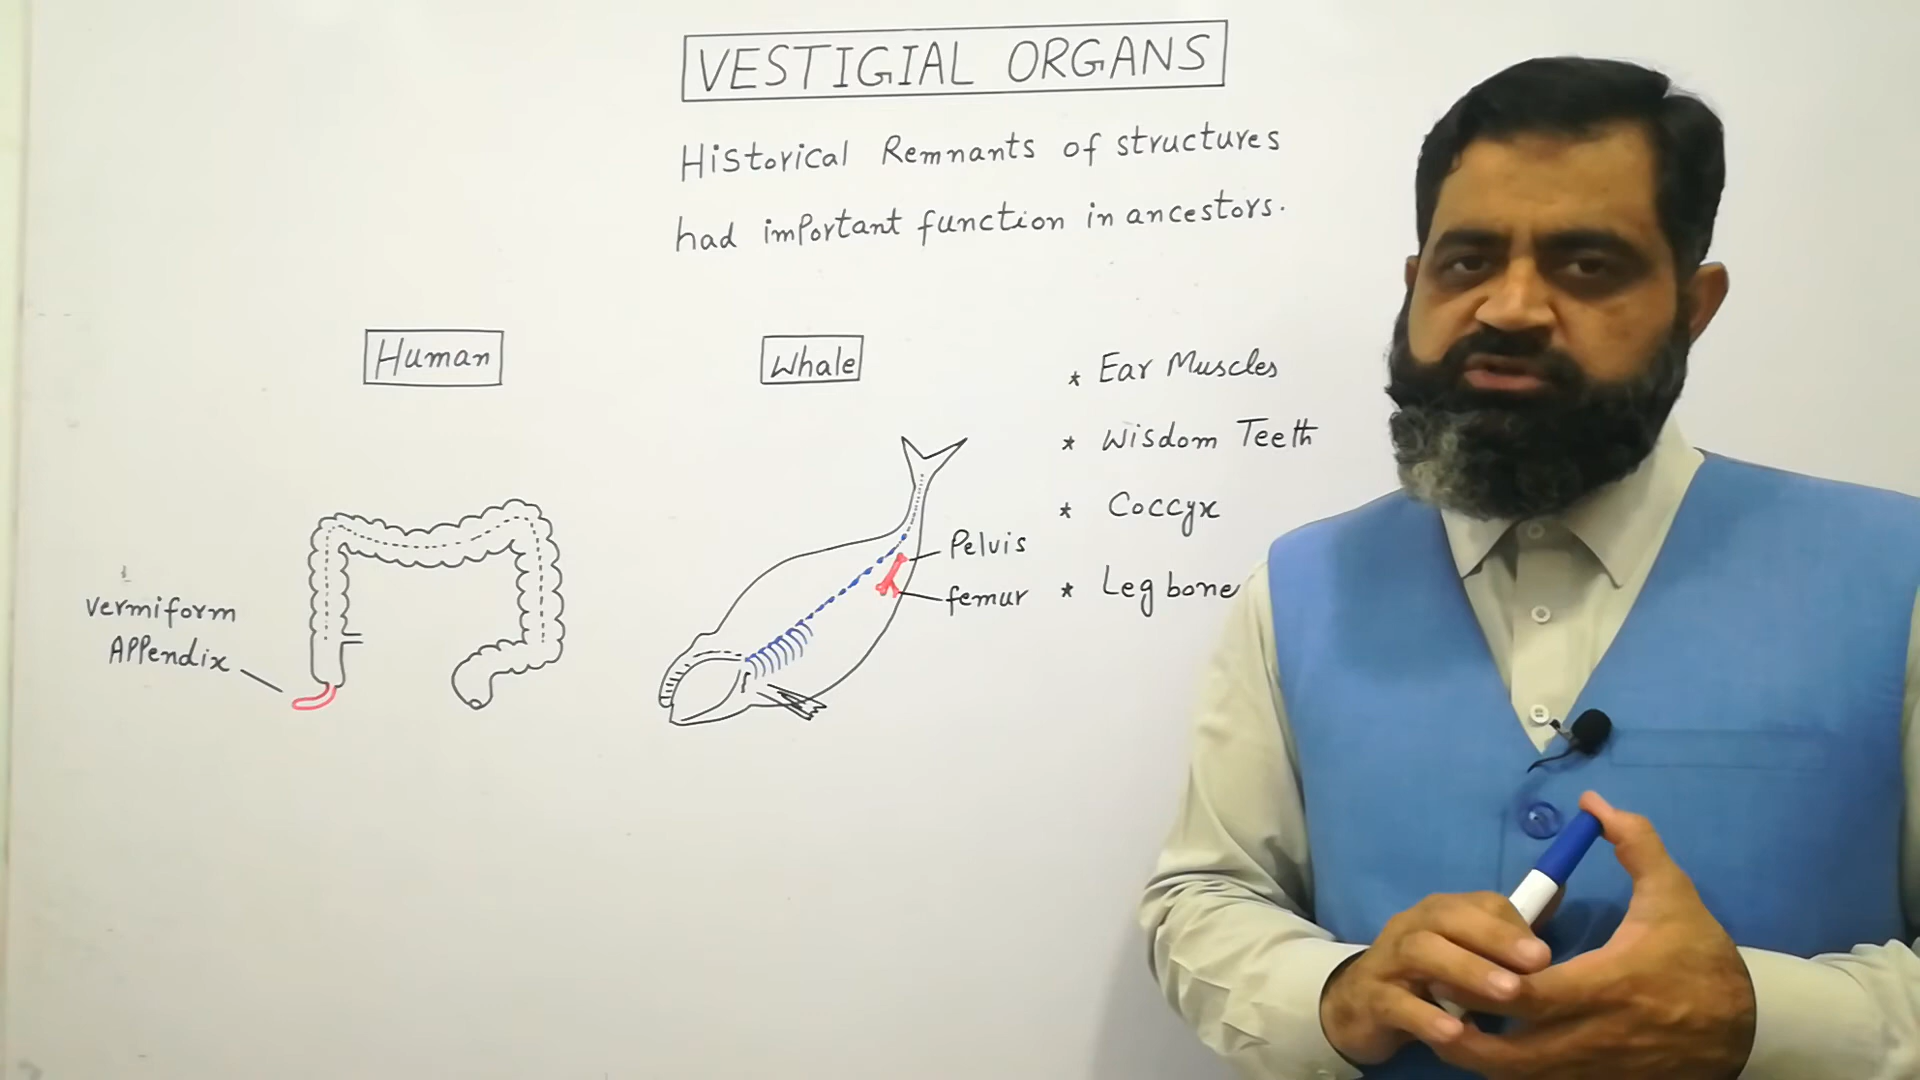 VESTIGIAL ORGANS
Historical Remnants of structures
had important function in ancestors.
Human
Whale
* Ear Muscles
* Wisdom Teeth
* Coccyx
* Leg bone
Pelvis
femur
vermiform
Appendix